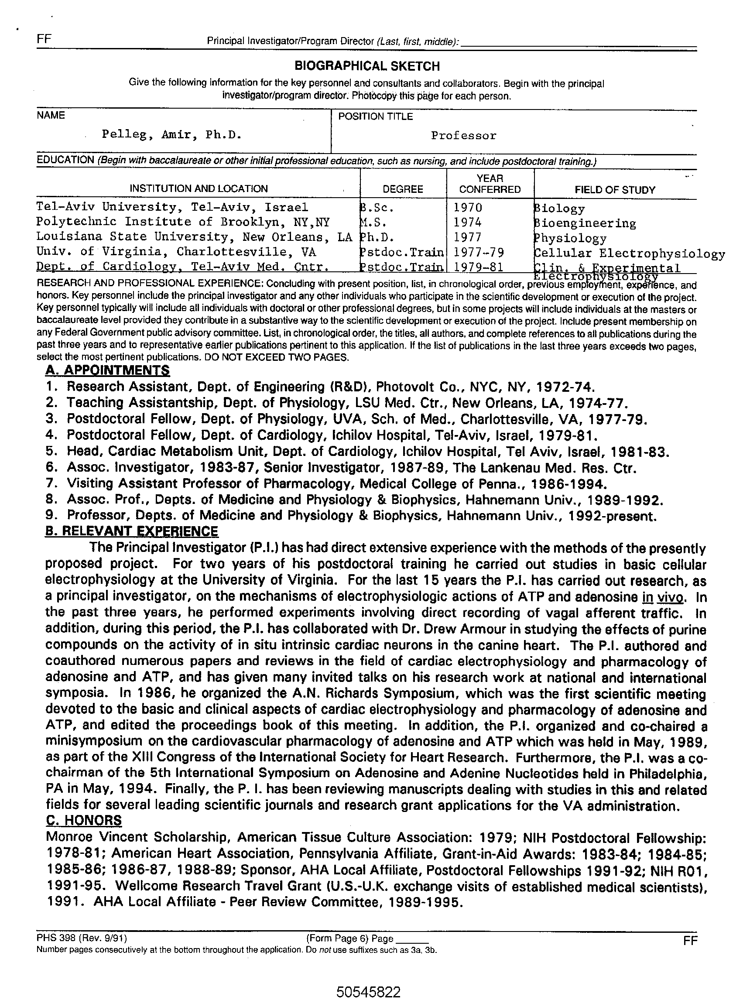 FF
Principal Investigator/Program Director (Last, first, middle):
BIOGRAPHICAL SKETCH
Give the following information for the key personnel and consultants and collaborators. Begin with the principal
investigator/program director. Photocopy this page for each person.
NAME POSITION TITLE
Pelleg, Amir, Ph.D. Professor
EDUCATION (Begin with baccalaureate or other initial professional education, such as nursing, and include postdoctoral training.)
INSTITUTION AND LOCATION DEGREE YEAR CONFERRED FIELD OF STUDY
Tel-Aviv University, Tel-Aviv, Israel B.Sc. 1970 Biology
Polytechnic Institute of Brooklyn, NY,NY M.S. 1974 Bioengineering
Louisiana State University, New Orleans, LA Ph.D. 1977 Physiology
Univ. of Virginia, Charlottesville, VA Pstdoc.Train 1977-79 Cellular Electrophysiology
Dept. of Cardiology, Tel-Aviv Med. Cntr. Pstdoc.Train 1979-81 Clin. & Experimental
Electrophysiology
RESEARCH AND PROFESSIONAL EXPERIENCE: Concluding with present position, list, in chronological order, previous employment, experience, and
honors. Key personnel include the principal investigator and any other individuals who participate in the scientific development or execution of the project.
Key personnel typically will include all individuals with doctoral or other professional degrees, but in some projects will include individuals at the masters or
baccalaureate level provided they contribute in a substantive way to the scientific development or execution of the project. Include present membership on
any Federal Government public advisory committee. List, in chronological order, the titles, all authors, and complete references to all publications during the
past three years and to representative earlier publications pertinent to this application. If the list of publications in the last three years exceeds two pages,
select the most pertinent publications. DO NOT EXCEED TWO PAGES.
A. APPOINTMENTS
1. Research Assistant, Dept. of Engineering (R&D), Photovolt Co., NYC, NY, 1972-74.
2. Teaching Assistantship, Dept. of Physiology, LSU Med. Ctr., New Orleans, LA, 1974-77.
3. Postdoctoral Fellow, Dept. of Physiology, UVA, Sch. of Med., Charlottesville, VA, 1977-79.
4. Postdoctoral Fellow, Dept. of Cardiology, Ichilov Hospital, Tel-Aviv, Israel, 1979-81.
5. Head, Cardiac Metabolism Unit, Dept. of Cardiology, Ichilov Hospital, Tel Aviv, Israel, 1981-83.
6. Assoc. Investigator, 1983-87, Senior Investigator, 1987-89, The Lankenau Med. Res. Ctr.
7. Visiting Assistant Professor of Pharmacology, Medical College of Penna., 1986-1994.
8. Assoc. Prof., Depts. of Medicine and Physiology & Biophysics, Hahnemann Univ., 1989-1992.
9. Professor, Depts. of Medicine and Physiology & Biophysics, Hahnemann Univ., 1992-present.
B. RELEVANT EXPERIENCE
The Principal Investigator (P.I.) has had direct extensive experience with the methods of the presently
proposed project. For two years of his postdoctoral training he carried out studies in basic cellular
electrophysiology at the University of Virginia. For the last 15 years the P.I. has carried out research, as
a principal investigator, on the mechanisms of electrophysiologic actions of ATP and adenosine in vivo. In
the past three years, he performed experiments involving direct recording of vagal afferent traffic. In
addition, during this period, the P.I. has collaborated with Dr. Drew Armour in studying the effects of purine
compounds on the activity of in situ intrinsic cardiac neurons in the canine heart. The P.I. authored and
coauthored numerous papers and reviews in the field of cardiac electrophysiology and pharmacology of
adenosine and ATP, and has given many invited talks on his research work at national and international
symposia. In 1986, he organized the A.N. Richards Symposium, which was the first scientific meeting
devoted to the basic and clinical aspects of cardiac electrophysiology and pharmacology of adenosine and
ATP, and edited the proceedings book of this meeting. In addition, the P.I. organized and co-chaired a
minisymposium on the cardiovascular pharmacology of adenosine and ATP which was held in May, 1989,
as part of the XIII Congress of the International Society for Heart Research. Furthermore, the P.I. was a co-
chairman of the 5th International Symposium on Adenosine and Adenine Nucleotides held in Philadelphia,
PA in May, 1994. Finally, the P. I. has been reviewing manuscripts dealing with studies in this and related
fields for several leading scientific journals and research grant applications for the VA administration.
C. HONORS
Monroe Vincent Scholarship, American Tissue Culture Association: 1979; NIH Postdoctoral Fellowship:
1978-81; American Heart Association, Pennsylvania Affiliate, Grant-in-Aid Awards: 1983-84; 1984-85;
1985-86; 1986-87, 1988-89; Sponsor, AHA Local Affiliate, Postdoctoral Fellowships 1991-92; NIH R01,
1991-95. Wellcome Research Travel Grant (U.S.-U.K. exchange visits of established medical scientists),
1991. AHA Local Affiliate - Peer Review Committee, 1989-1995.
PHS 398 (Rev. 9/91) (Form Page 6) Page FF
Number pages consecutively at the bottom throughout the application. Do not use suffixes such as 3a, 3b.
50545822